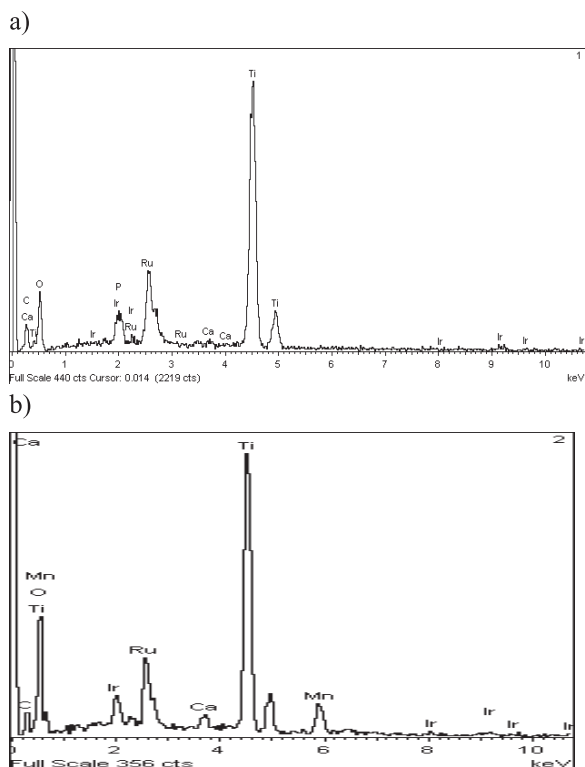 a)
1
Ti
C
O
Ru
P
Ca
Ir
Ir
Ti
Ti
Ir
Ru
Ru
Ca
Ca
Ir
Ir
Ir
Ir
0 1 2 3 4 5 6 7 8 9 10
Full Scale 440 cts Cursor: 0.014 (2219 cts)
keV
b)
Ca
Ti
2
Mn
O
Ti
Ru
C
Ir
Ca
Mn
Ir
Ir
Ir
Ir
0 2 4 6 8 10
Full Scale 356 cts
keV